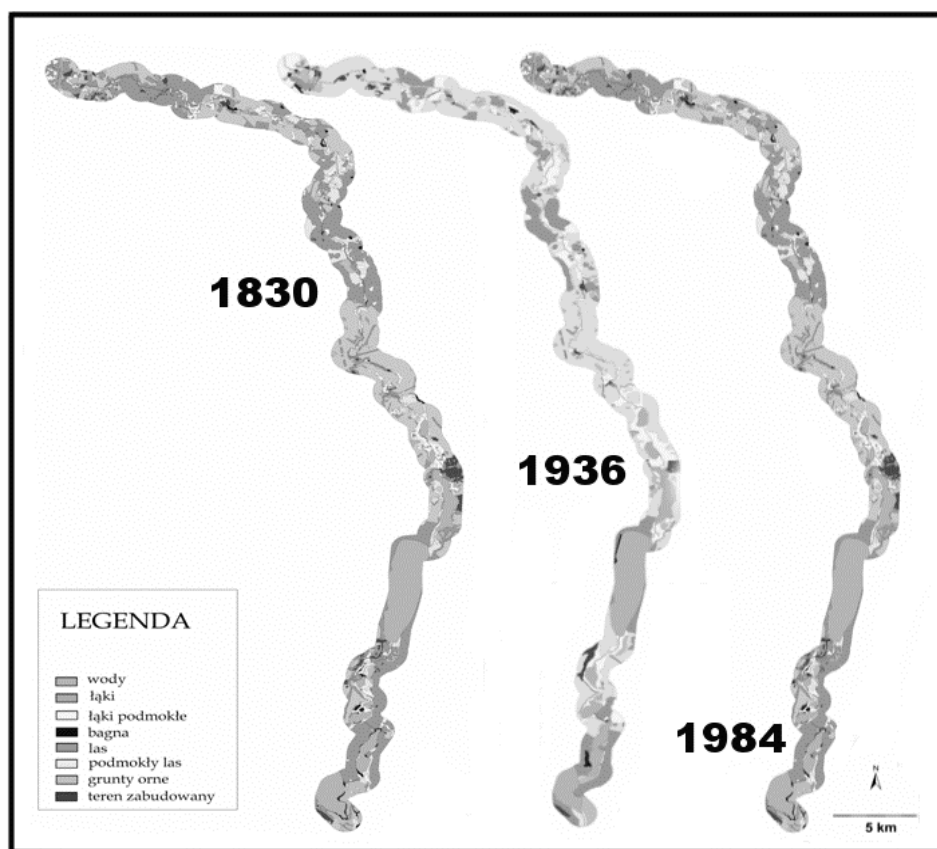 1830
1936
1984
LEGENDA
wody
łąki
łąki podmokłe
bagna
las
podmokły las
grunty orne
teren zabudowany
N
5 km